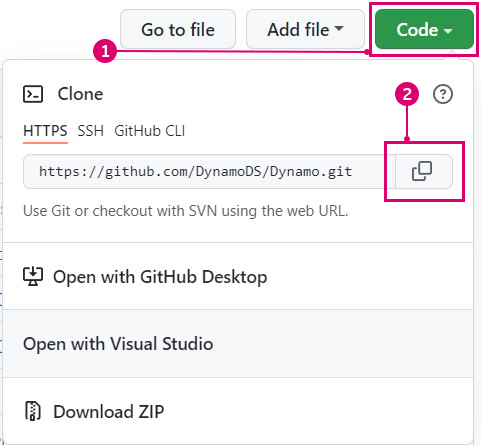 Go to file Add file Code
1
Clone 2
HTTPS SSH GitHub CLI
https://github.com/DynamoDS/Dynamo.git
Use Git or checkout with SVN using the web URL.
Open with GitHub Desktop
Open with Visual Studio
Download ZIP